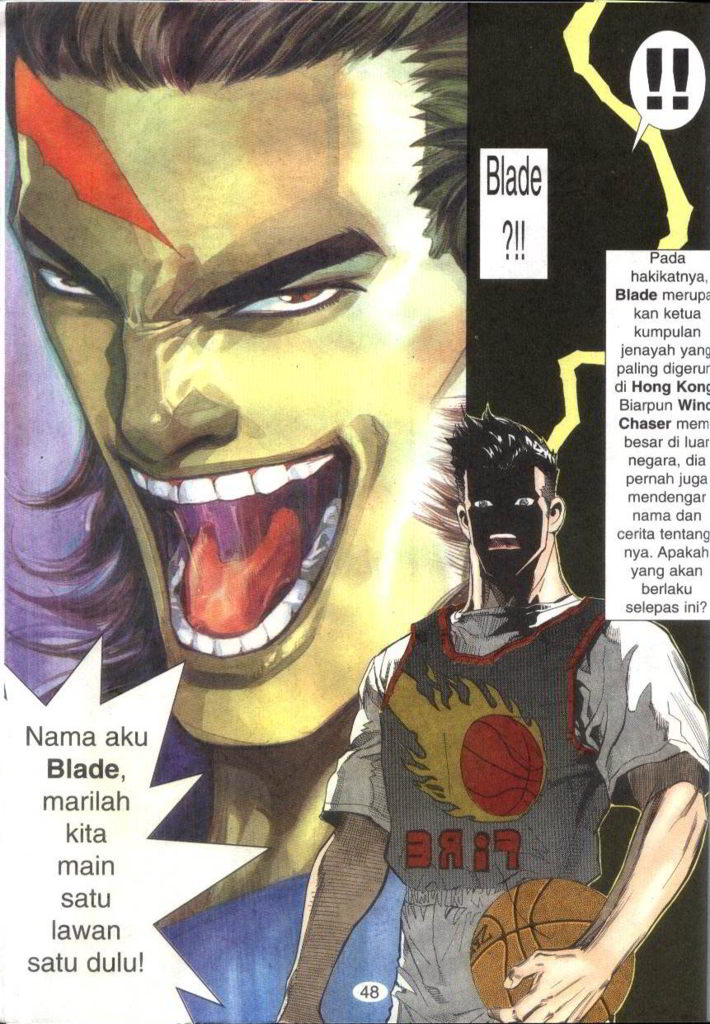 !!
Blade
?!!
Pada
hakikatnya,
Blade merupa
kan ketua
kumpulan
jenayah yang
paling digerun
di Hong Kong
Biarpun Wind
Chaser mem
besar di luar
negara, dia
pernah juga
mendengar
nama dan
cerita tentang
nya. Apakah
yang akan
berlaku
selepas ini?
ERiF
Nama aku
Blade,
marilah
kita
main
satu
lawan
satu dulu!
48